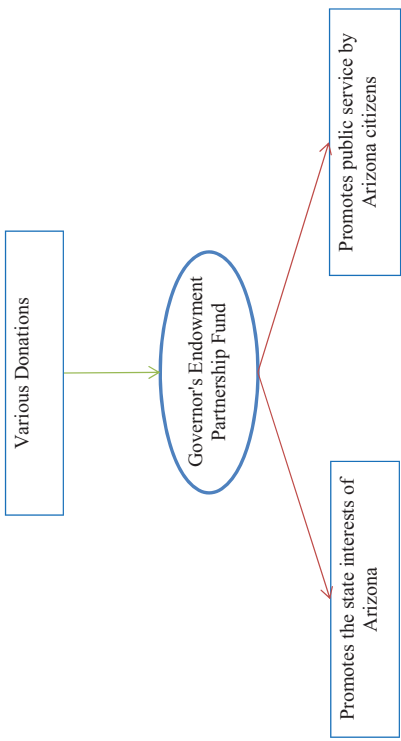 Various Donations
Governor's Endowment
Partnership Fund
Promotes the state interests of
Arizona
Promotes public service by
Arizona citizens